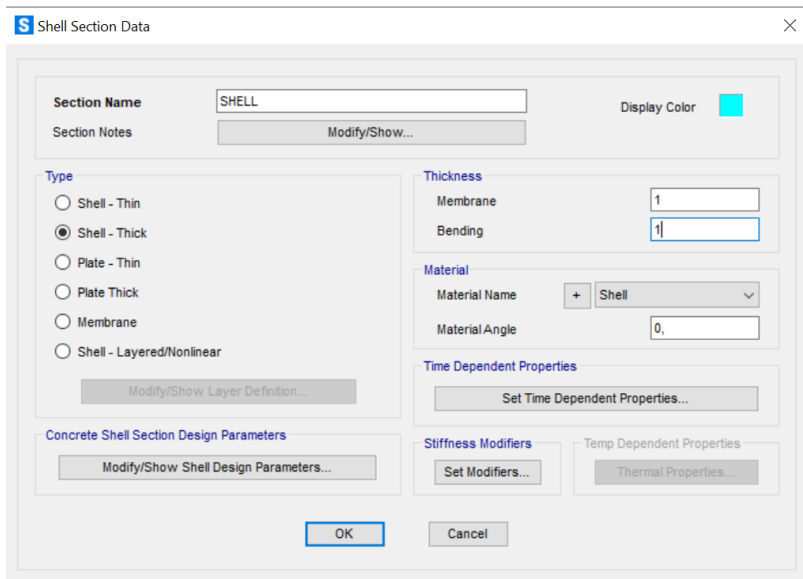 S Shell Section Data
Section Name SHELL
Display Color
Section Notes Modify/Show...
Type
Shell - Thin
Shell - Thick
Plate - Thin
Plate Thick
Membrane
Shell - Layered/Nonlinear
Modify/Show Layer Definition...
Concrete Shell Section Design Parameters
Modify/Show Shell Design Parameters...
Thickness
Membrane 1
Bending 1
Material
Material Name + Shell
Material Angle 0,
Time Dependent Properties
Set Time Dependent Properties...
Stiffness Modifiers
Set Modifiers...
Temp Dependent Properties
Thermal Properties...
OK
Cancel